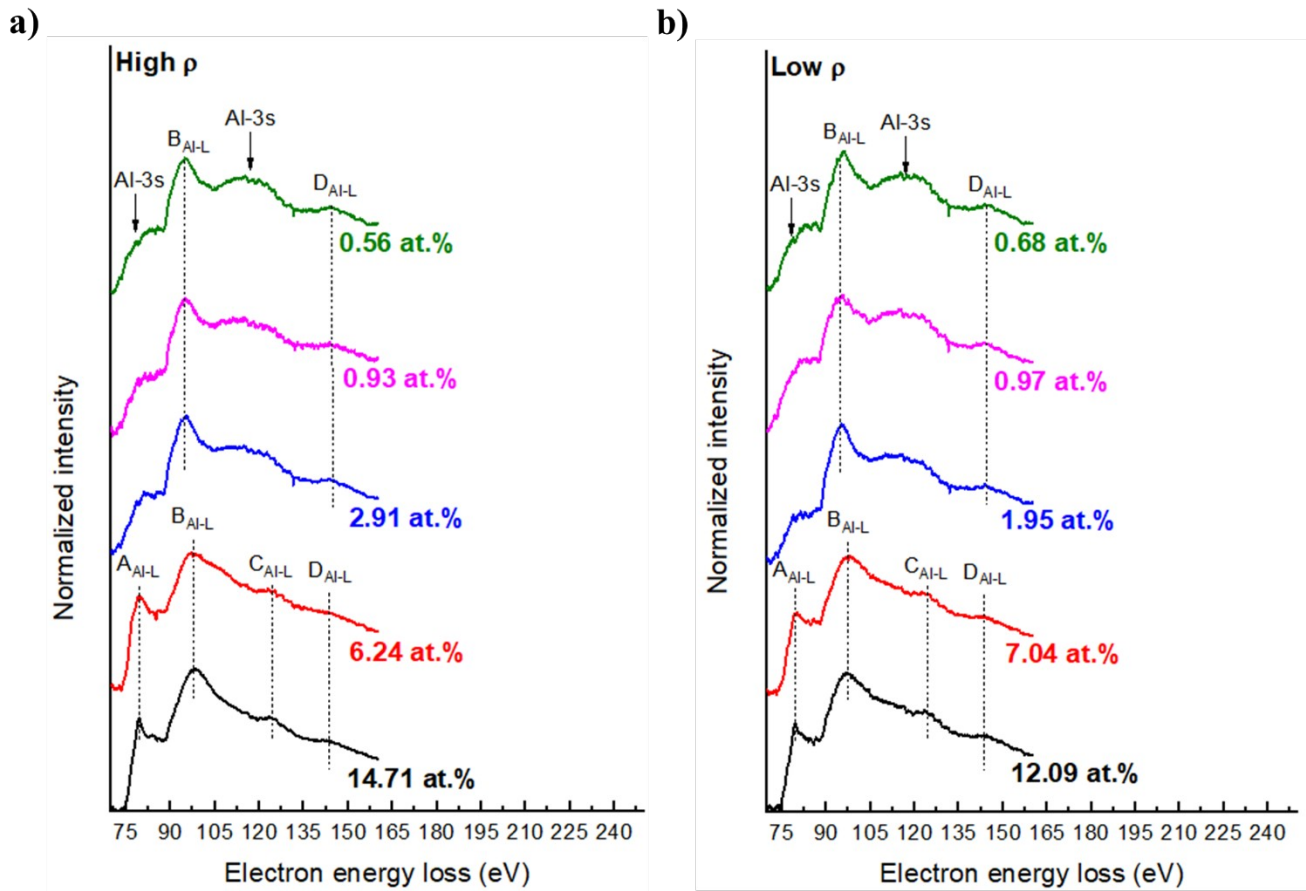 a)
High ρ
Al-3s
B_Al-L
Al-3s
D_Al-L
0.56 at.%
0.93 at.%
2.91 at.%
A_Al-L
B_Al-L
C_Al-L
D_Al-L
6.24 at.%
14.71 at.%
Normalized intensity
75 90 105 120 135 150 165 180 195 210 225 240
Electron energy loss (eV)
b)
Low ρ
Al-3s
B_Al-L
Al-3s
D_Al-L
0.68 at.%
0.97 at.%
1.95 at.%
A_Al-L
B_Al-L
C_Al-L
D_Al-L
7.04 at.%
12.09 at.%
Normalized intensity
75 90 105 120 135 150 165 180 195 210 225 240
Electron energy loss (eV)